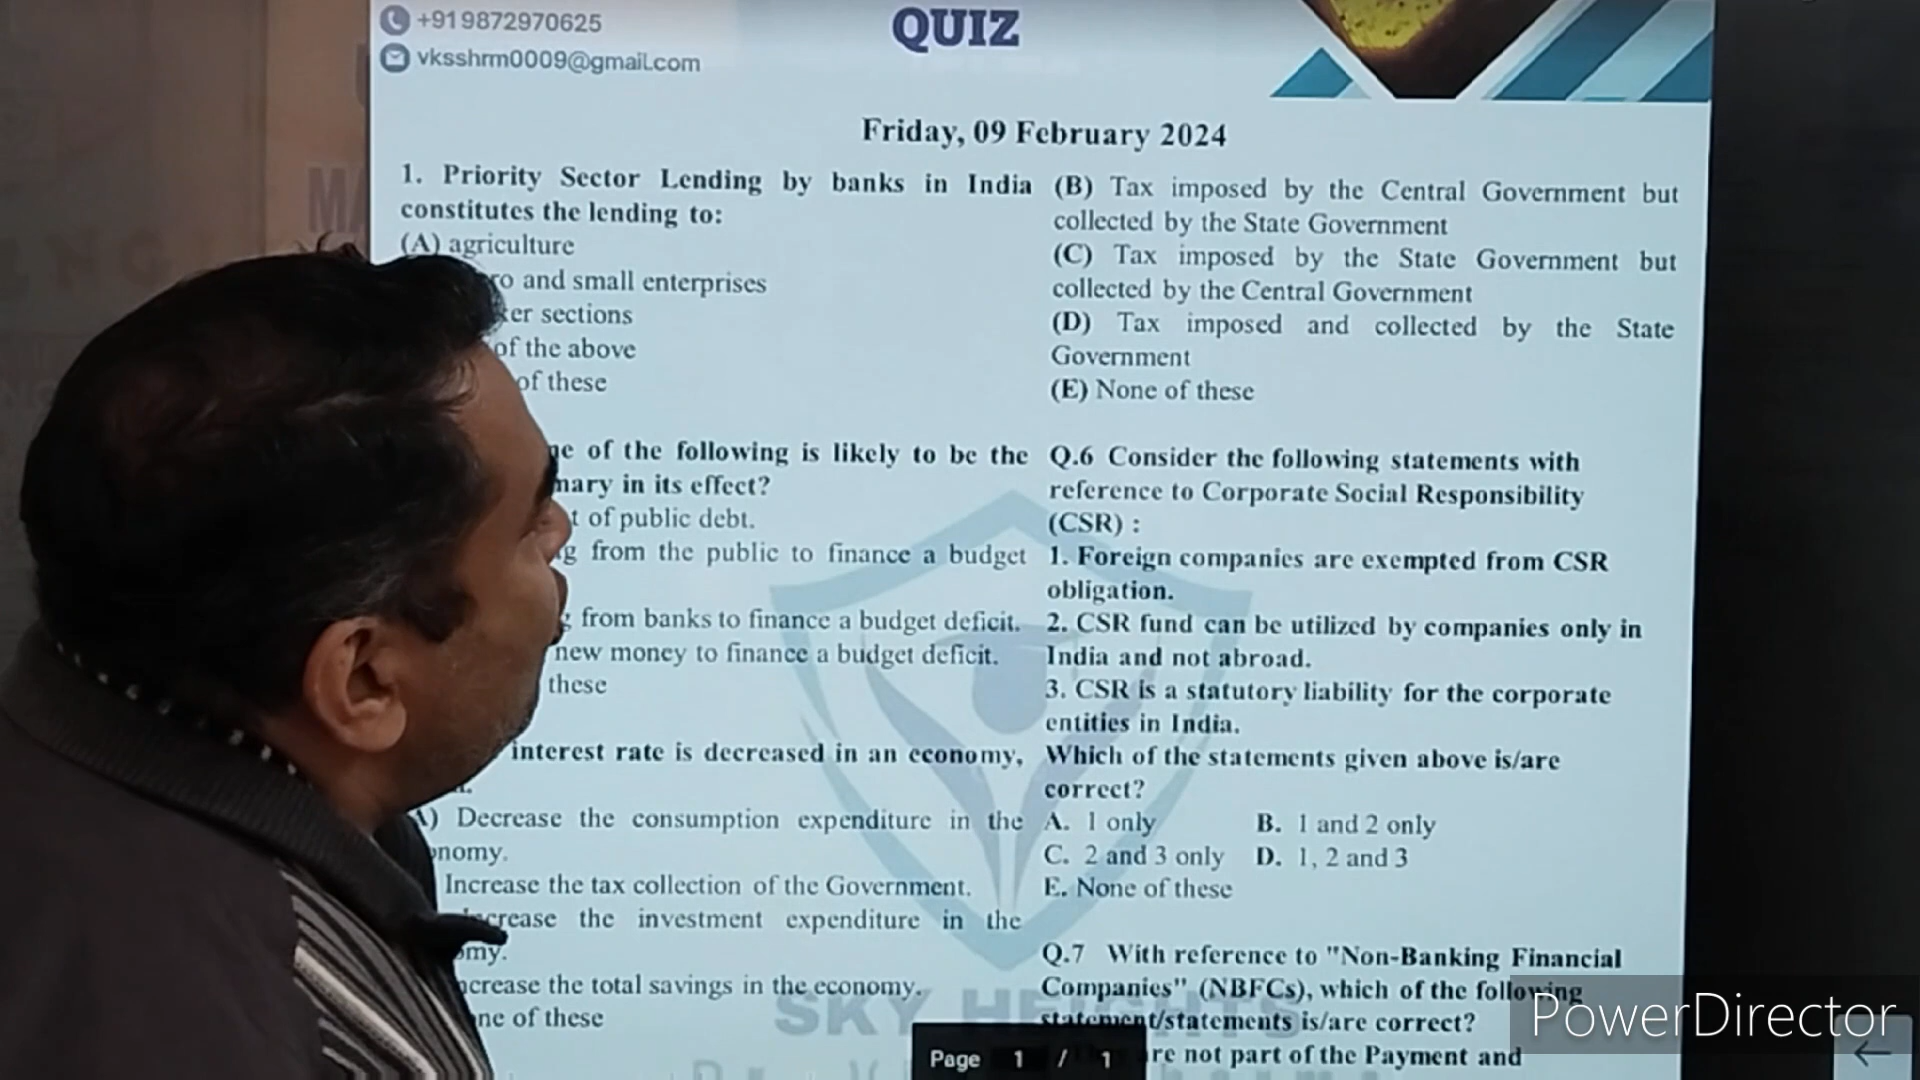 +919872970625
vksshrm0009@gmail.com
QUIZ
Friday, 09 February 2024
1. Priority Sector Lending by banks in India
constitutes the lending to:
(A) agriculture
ro and small enterprises
ker sections
of the above
of these
ne of the following is likely to be the
nary in its effect?
t of public debt.
g from the public to finance a budget
g from banks to finance a budget deficit.
new money to finance a budget deficit.
these
interest rate is decreased in an economy,
Decrease the consumption expenditure in the
onomy.
Increase the tax collection of the Government.
increase the investment expenditure in the
omy.
ncrease the total savings in the economy.
ne of these
(B) Tax imposed by the Central Government but
collected by the State Government
(C) Tax imposed by the State Government but
collected by the Central Government
(D) Tax imposed and collected by the State
Government
(E) None of these
Q.6 Consider the following statements with
reference to Corporate Social Responsibility
(CSR) :
1. Foreign companies are exempted from CSR
obligation.
2. CSR fund can be utilized by companies only in
India and not abroad.
3. CSR is a statutory liability for the corporate
entities in India.
Which of the statements given above is/are
correct?
A. 1 only B. 1 and 2 only
C. 2 and 3 only D. 1, 2 and 3
E. None of these
Q.7 With reference to "Non-Banking Financial
Companies" (NBFCs), which of the following
statement/statements is/are correct?
re not part of the Payment and
SKY HEIGHTS
Page 1 / 1
PowerDirector